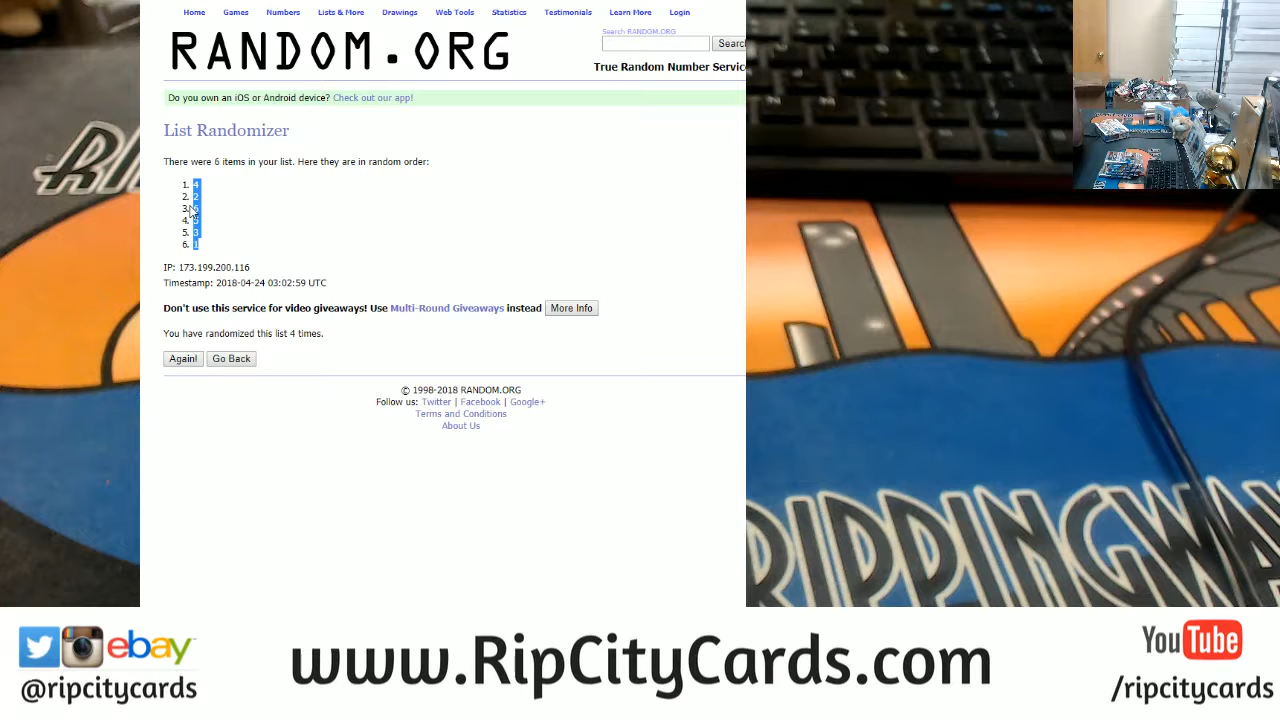 Home Games Numbers Lists & More Drawings Web Tools Statistics Testimonials Learn More Login
RANDOM.ORG
Search RANDOM.ORG
Search
True Random Number Servic
Do you own an iOS or Android device? Check out our app!
List Randomizer
There were 6 items in your list. Here they are in random order:
1. 4
2. 2
3.
4.
5. 3
6. 1
IP: 173.199.200.116
Timestamp: 2018-04-24 03:02:59 UTC
Don't use this service for video giveaways! Use Multi-Round Giveaways instead More Info
You have randomized this list 4 times.
Again! Go Back
© 1998-2018 RANDOM.ORG
Follow us: Twitter | Facebook | Google+
Terms and Conditions
About Us
RIPPINGWA
ebay™
@ripcitycards
www.RipCityCards.com
YouTube
/ripcitycards